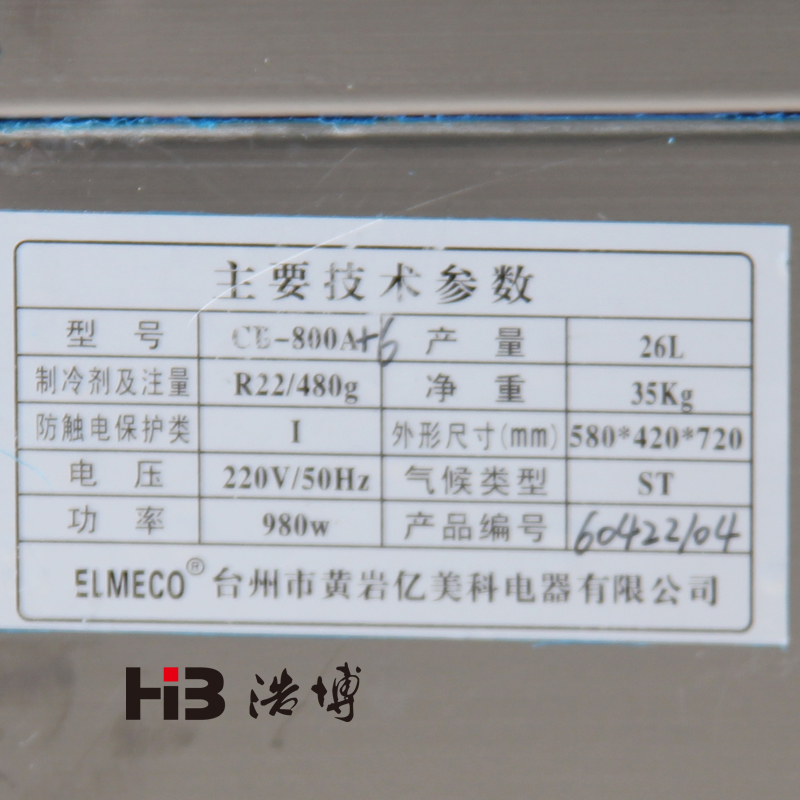 主要技术参数
型号 CB-800A+6 产量 26L
制冷剂及注量 R22/480g 净重 35Kg
防触电保护类 I 外形尺寸(mm) 580*420*720
电压 220V/50Hz 气候类型 ST
功率 980w 产品编号 60422104
ELMECO® 台州市黄岩亿美科电器有限公司
HiB 浩博